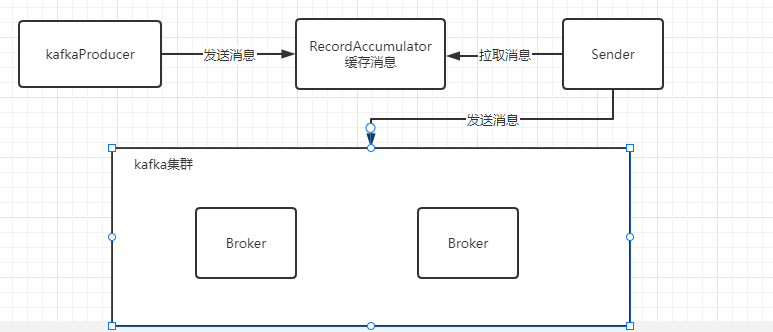 kafkaProducer
发送消息
RecordAccumulator
缓存消息
拉取消息
Sender
发送消息
kafka集群
Broker
Broker